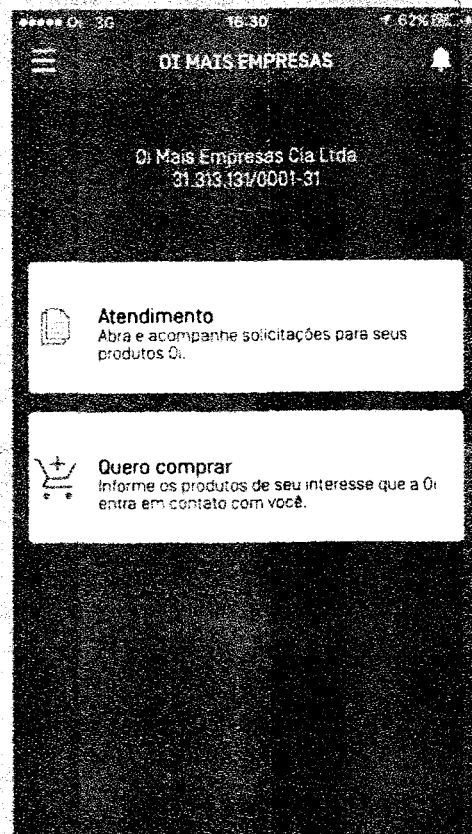 Oi 3G 16:30 62%
OI MAIS EMPRESAS
Oi Mais Empresas Cia Ltda
31.313.131/0001-31
Atendimento
Abra e acompanhe solicitações para seus
produtos Oi.
Quero comprar
Informe os produtos de seu interesse que a Oi
entra em contato com você.